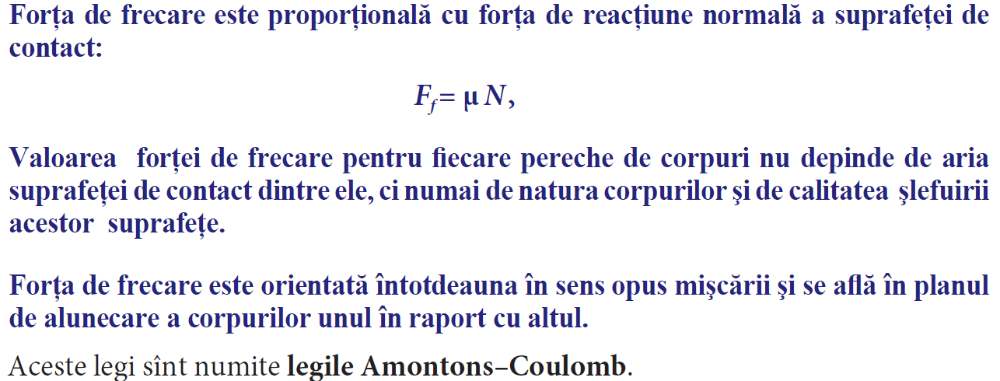 Forța de frecare este proporțională cu forța de reacțiune normală a suprafeței de
contact:
F_f = μ N,
Valoarea forței de frecare pentru fiecare pereche de corpuri nu depinde de aria
suprafeței de contact dintre ele, ci numai de natura corpurilor şi de calitatea şlefuirii
acestor suprafețe.
Forța de frecare este orientată întotdeauna în sens opus mişcării şi se află în planul
de alunecare a corpurilor unul în raport cu altul.
Aceste legi sînt numite legile Amontons–Coulomb.